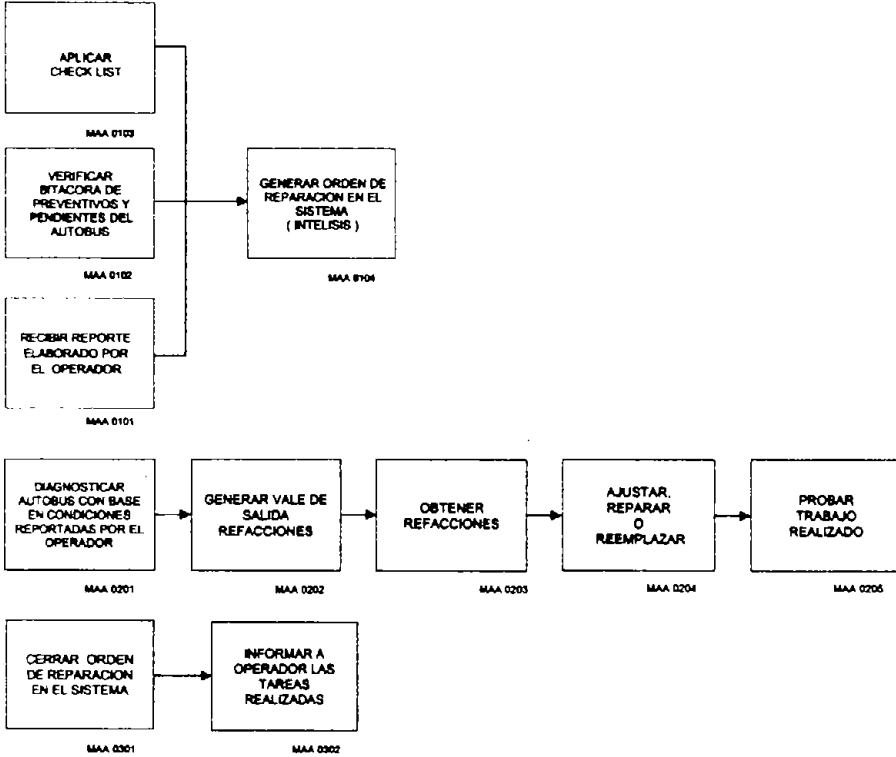 APLICAR
CHECK LIST
MAA 0103
VERIFICAR
BITACORA DE
PREVENTIVOS Y
PENDIENTES DEL
AUTOBUS
MAA 0102
GENERAR ORDEN DE
REPARACION EN EL
SISTEMA
( INTELISIS )
MAA 0104
RECIBIR REPORTE
ELABORADO POR
EL OPERADOR
MAA 0101
DIAGNOSTICAR
AUTOBUS CON BASE
EN CONDICIONES
REPORTADAS POR EL
OPERADOR
MAA 0201
GENERAR VALE DE
SALIDA
REFACCIONES
MAA 0202
OBTENER
REFACCIONES
MAA 0203
AJUSTAR,
REPARAR
O
REEMPLAZAR
MAA 0204
PROBAR
TRABAJO
REALIZADO
MAA 0205
CERRAR ORDEN
DE REPARACION
EN EL SISTEMA
MAA 0301
INFORMAR A
OPERADOR LAS
TAREAS
REALIZADAS
MAA 0302